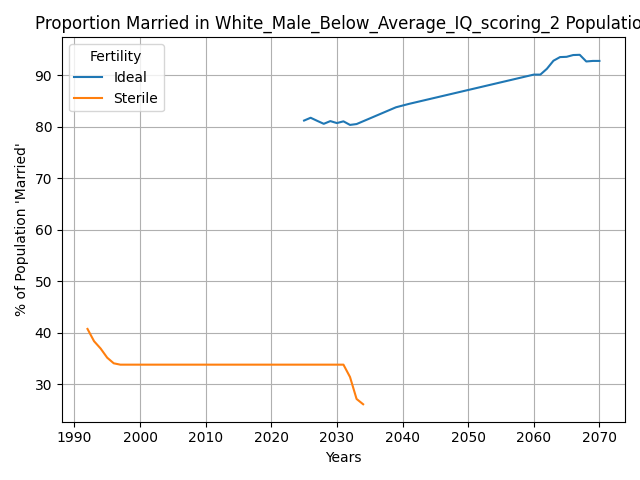 Proportion Married in White_Male_Below_Average_IQ_scoring_2 Populatio
Fertility
Ideal
Sterile
% of Population 'Married'
90
80
70
60
50
40
30
1990 2000 2010 2020 2030 2040 2050 2060 2070
Years